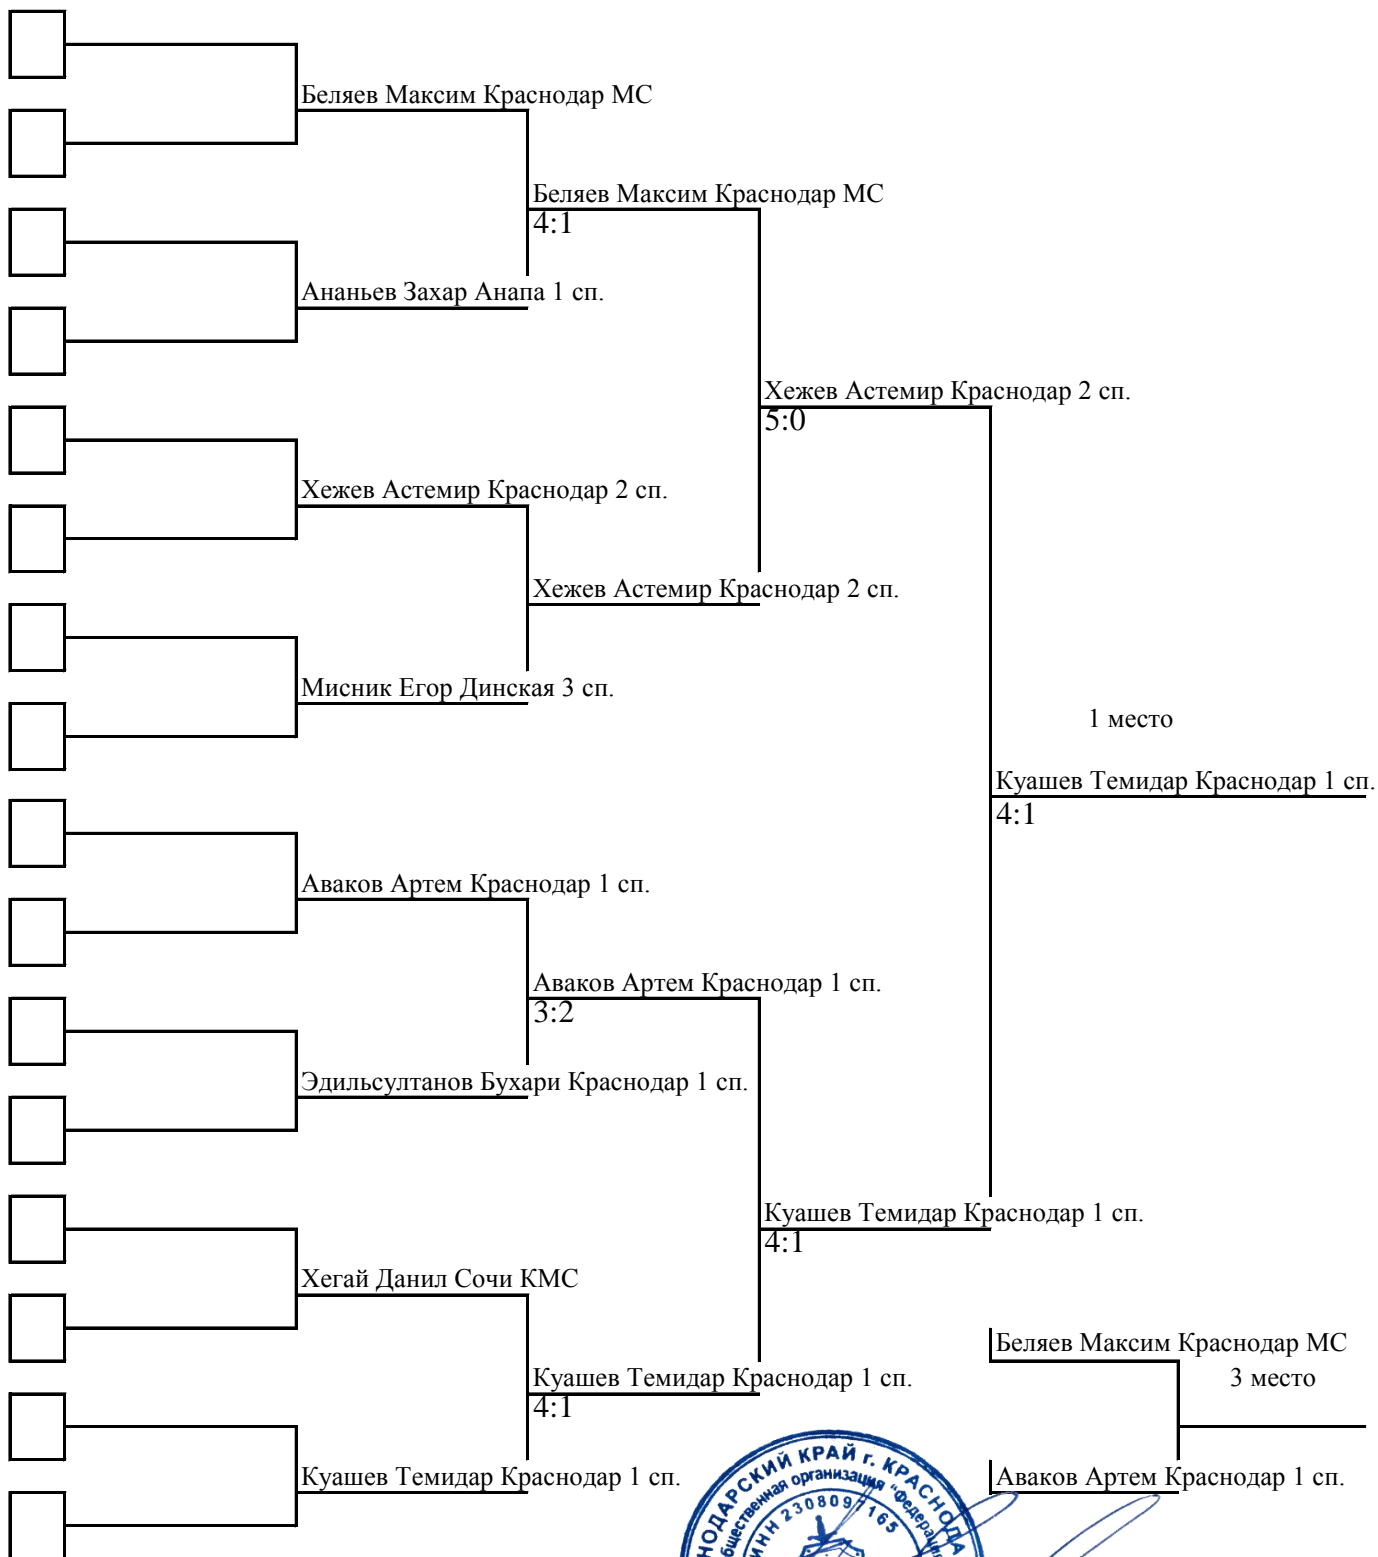 Беляев Максим Краснодар МС
Беляев Максим Краснодар МС
4:1
Ананьев Захар Анапа 1 сп.
Хежев Астемир Краснодар 2 сп.
5:0
Хежев Астемир Краснодар 2 сп.
Хежев Астемир Краснодар 2 сп.
Мисник Егор Динская 3 сп.
1 место
Куашев Темидар Краснодар 1 сп.
4:1
Аваков Артем Краснодар 1 сп.
Аваков Артем Краснодар 1 сп.
3:2
Эдильсултанов Бухари Краснодар 1 сп.
Куашев Темидар Краснодар 1 сп.
4:1
Хегай Данил Сочи КМС
Беляев Максим Краснодар МС
3 место
Куашев Темидар Краснодар 1 сп.
4:1
Куашев Темидар Краснодар 1 сп.
Аваков Артем Краснодар 1 сп.
НОДАРСКИЙ КРАЙ г. КРАСНОДА
бщественная организация "Федерация
ИНН 2308097165